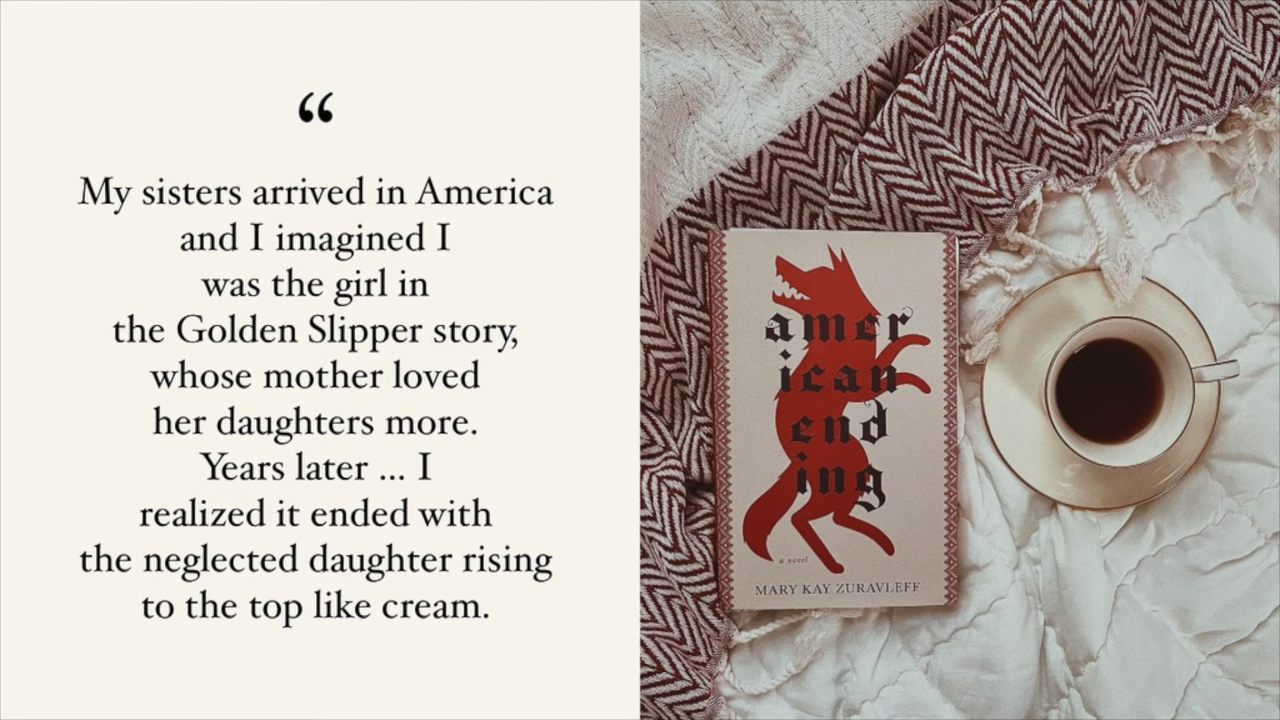 “
My sisters arrived in America
and I imagined I
was the girl in
the Golden Slipper story,
whose mother loved
her daughters more.
Years later ... I
realized it ended with
the neglected daughter rising
to the top like cream.
amer
ican
end
ing
a novel
MARY KAY ZURAVLEFF